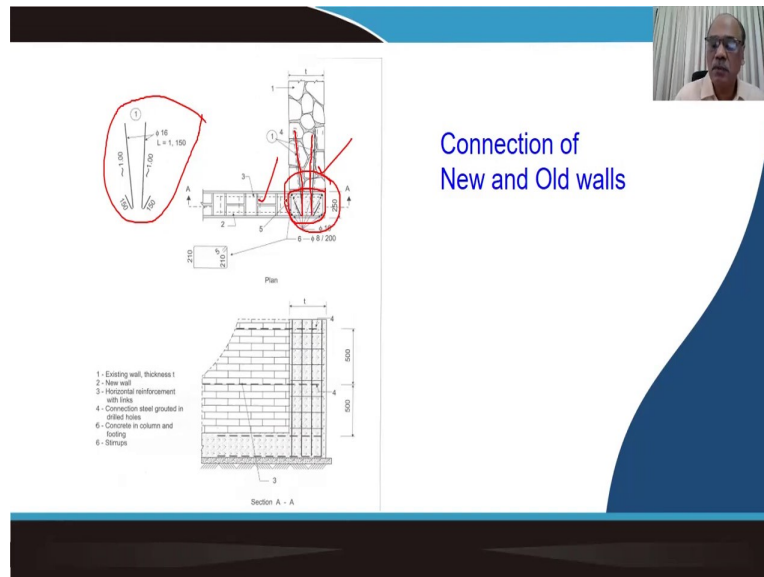 Connection of
New and Old walls
t
1
1
φ 16
L = 1, 150
~1.00
~1.00
150
150
1
4
3
A
A
250
2
5
6 - φ 8 / 200
210
210
5
Plan
t
4
500
4
500
1 - Existing wall, thickness t
2 - New wall
3 - Horizontal reinforcement
with links
4 - Connection steel grouted in
drilled holes
6 - Concrete in column and
footing
6 - Stirrups
3
Section A - A